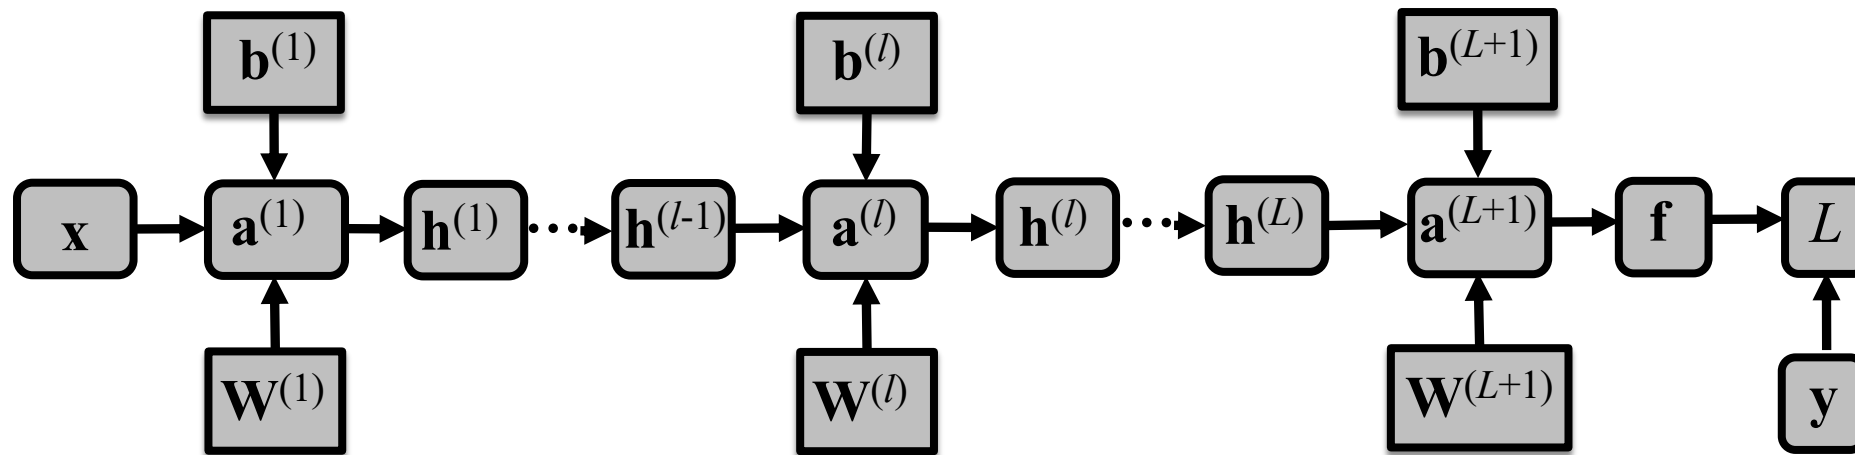 b(1) b(l) b(L+1)
x a(1) h(1) h(l-1) a(l) h(l) h(L) a(L+1) f L
W(1) W(l) W(L+1) y